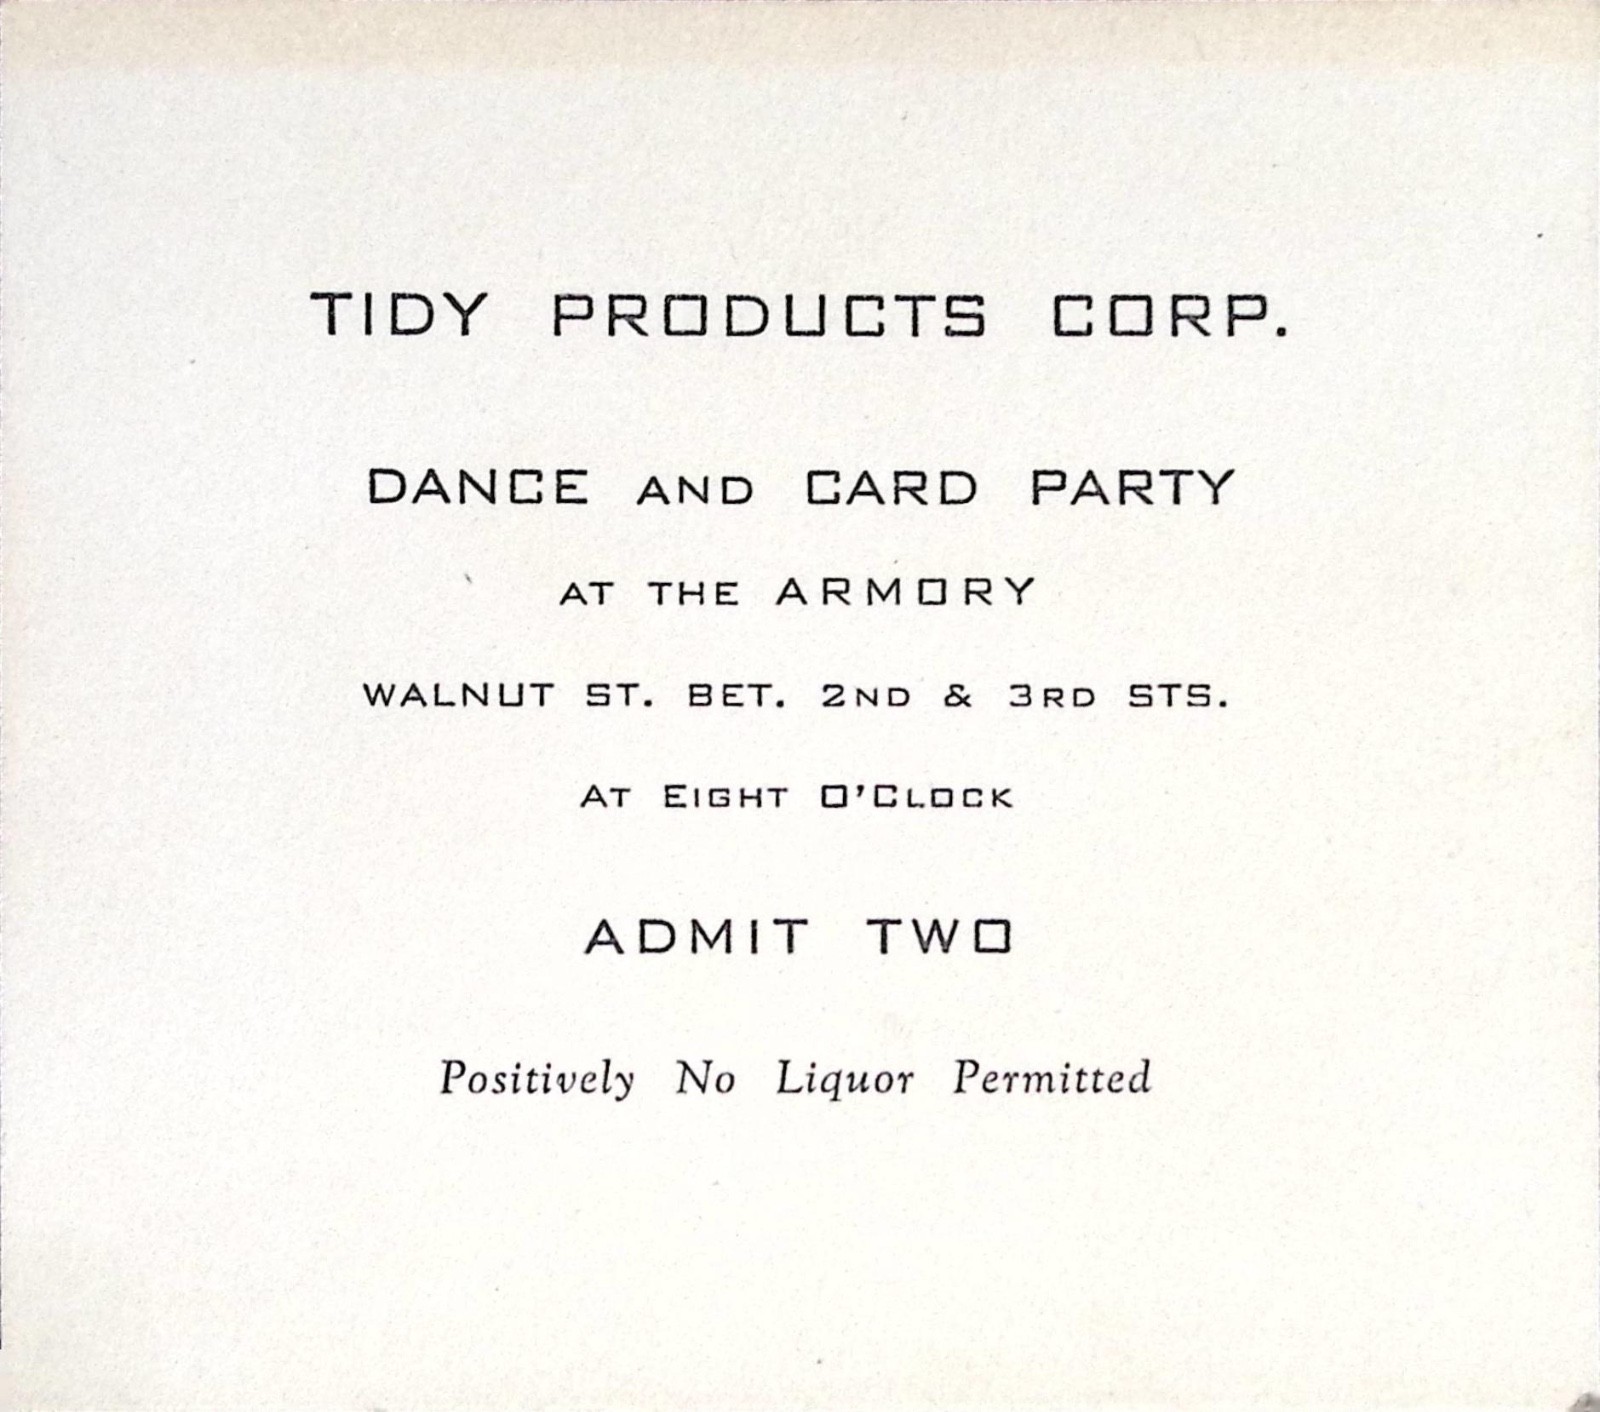 TIDY PRODUCTS CORP.
DANCE AND CARD PARTY
AT THE ARMORY
WALNUT ST. BET. 2ND & 3RD STS.
AT EIGHT O'CLOCK
ADMIT TWO
Positively No Liquor Permitted